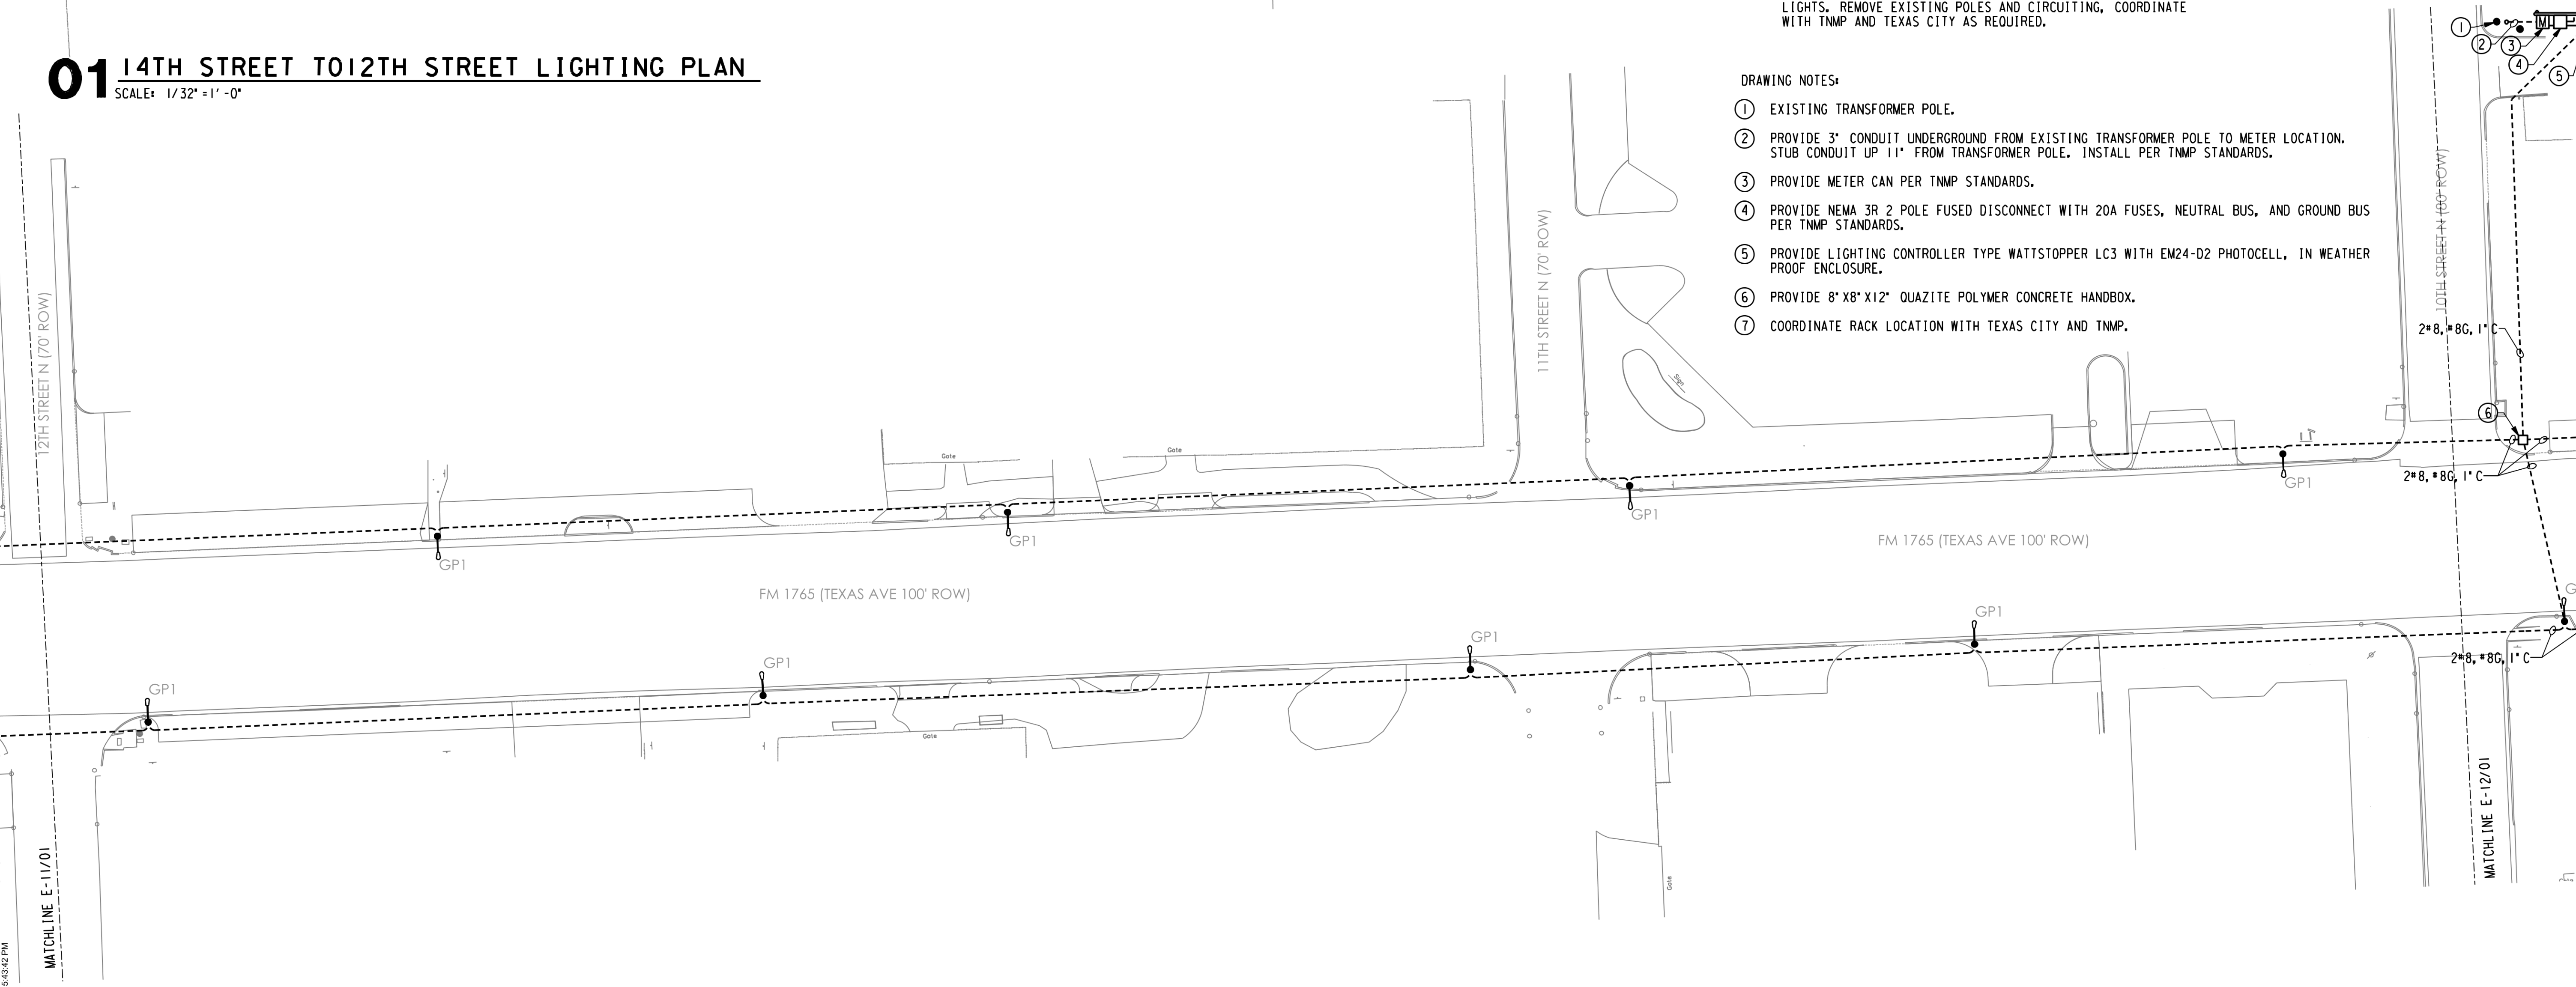 LIGHTS. REMOVE EXISTING POLES AND CIRCUITING, COORDINATE
WITH TNMP AND TEXAS CITY AS REQUIRED.
01 14TH STREET TO12TH STREET LIGHTING PLAN
SCALE: 1/32" =1'-0"
DRAWING NOTES:
1 EXISTING TRANSFORMER POLE.
2 PROVIDE 3" CONDUIT UNDERGROUND FROM EXISTING TRANSFORMER POLE TO METER LOCATION.
STUB CONDUIT UP 11" FROM TRANSFORMER POLE. INSTALL PER TNMP STANDARDS.
3 PROVIDE METER CAN PER TNMP STANDARDS.
4 PROVIDE NEMA 3R 2 POLE FUSED DISCONNECT WITH 20A FUSES, NEUTRAL BUS, AND GROUND BUS
PER TNMP STANDARDS.
5 PROVIDE LIGHTING CONTROLLER TYPE WATTSTOPPER LC3 WITH EM24-D2 PHOTOCELL, IN WEATHER
PROOF ENCLOSURE.
6 PROVIDE 8"X8"X12" QUAZITE POLYMER CONCRETE HANDBOX.
7 COORDINATE RACK LOCATION WITH TEXAS CITY AND TNMP.
1
2
3
4
5
M
12TH STREET N (70' ROW)
11TH STREET N (70' ROW)
10TH STREET N (80' ROW)
Sign
2#8, #8G, 1"C
6
2#8, #8G, 1"C
Gate
Gate
GP1
GP1
GP1
GP1
FM 1765 (TEXAS AVE 100' ROW)
FM 1765 (TEXAS AVE 100' ROW)
GP1
GP1
GP1
GP1
G
2#8, #8G, 1"C
Gate
Gate
MATCHLINE E-11/01
MATCHLINE E-12/01
5:43:42 PM